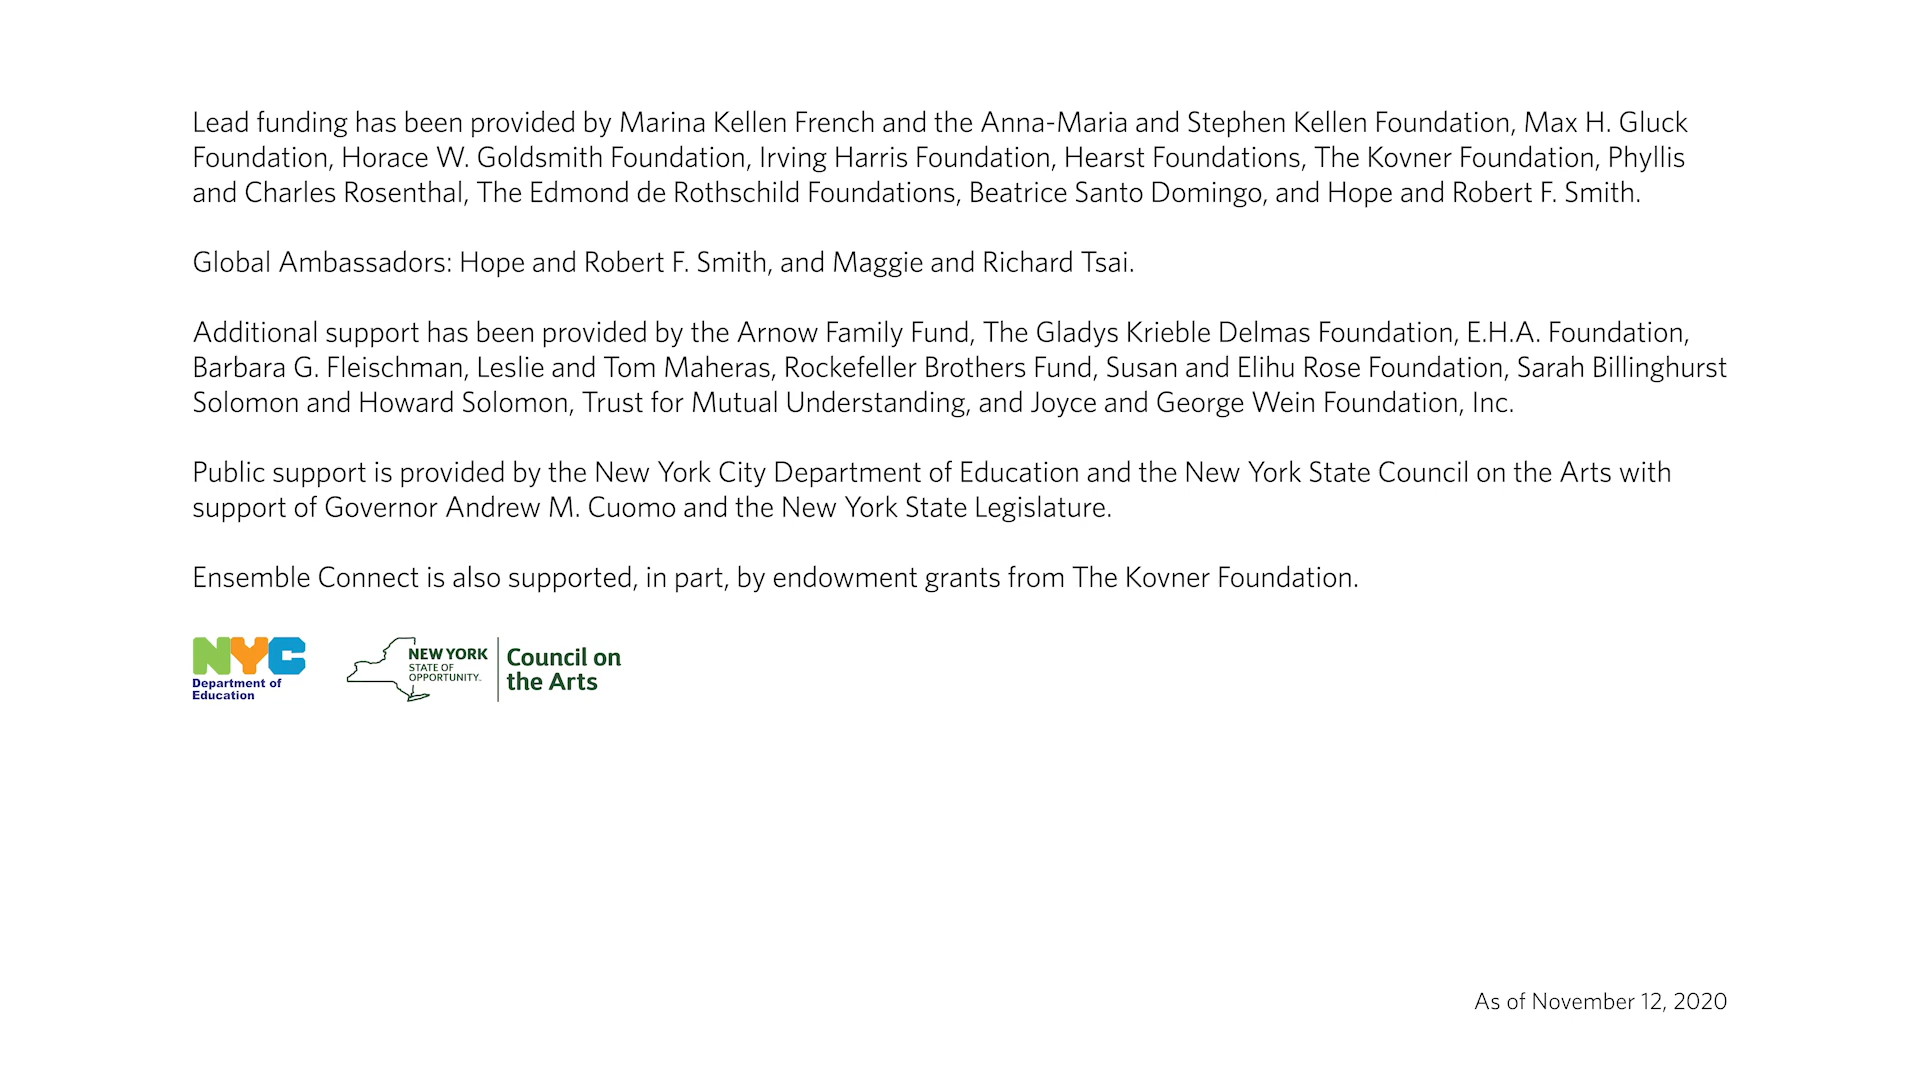 Lead funding has been provided by Marina Kellen French and the Anna-Maria and Stephen Kellen Foundation, Max H. Gluck
Foundation, Horace W. Goldsmith Foundation, Irving Harris Foundation, Hearst Foundations, The Kovner Foundation, Phyllis
and Charles Rosenthal, The Edmond de Rothschild Foundations, Beatrice Santo Domingo, and Hope and Robert F. Smith.
Global Ambassadors: Hope and Robert F. Smith, and Maggie and Richard Tsai.
Additional support has been provided by the Arnow Family Fund, The Gladys Krieble Delmas Foundation, E.H.A. Foundation,
Barbara G. Fleischman, Leslie and Tom Maheras, Rockefeller Brothers Fund, Susan and Elihu Rose Foundation, Sarah Billinghurst
Solomon and Howard Solomon, Trust for Mutual Understanding, and Joyce and George Wein Foundation, Inc.
Public support is provided by the New York City Department of Education and the New York State Council on the Arts with
support of Governor Andrew M. Cuomo and the New York State Legislature.
Ensemble Connect is also supported, in part, by endowment grants from The Kovner Foundation.
NYC
Department of
Education
NEW YORK
STATE OF
OPPORTUNITY.
Council on
the Arts
As of November 12, 2020